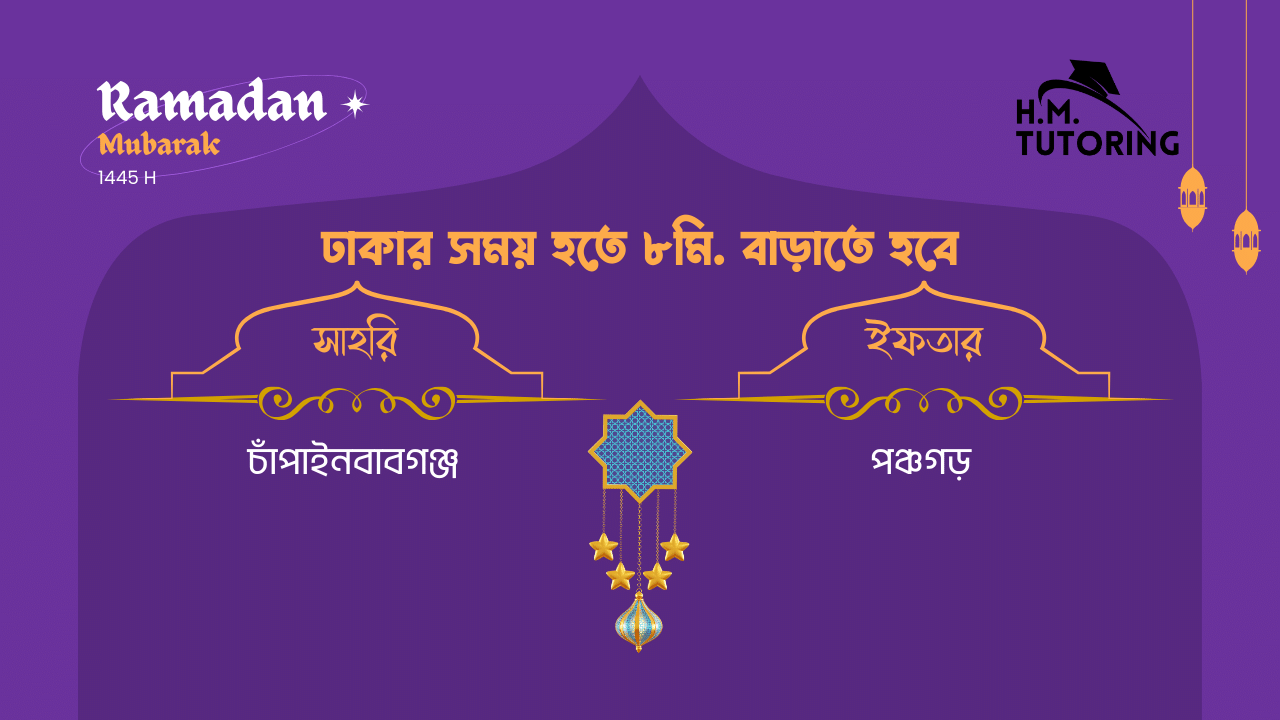 Ramadan
Mubarak
1445 H
H.M.
TUTORING
ঢাকার সময় হতে ৮মি. বাড়াতে হবে
সাহরি
ইফতার
চাঁপাইনবাবগঞ্জ
পঞ্চগড়